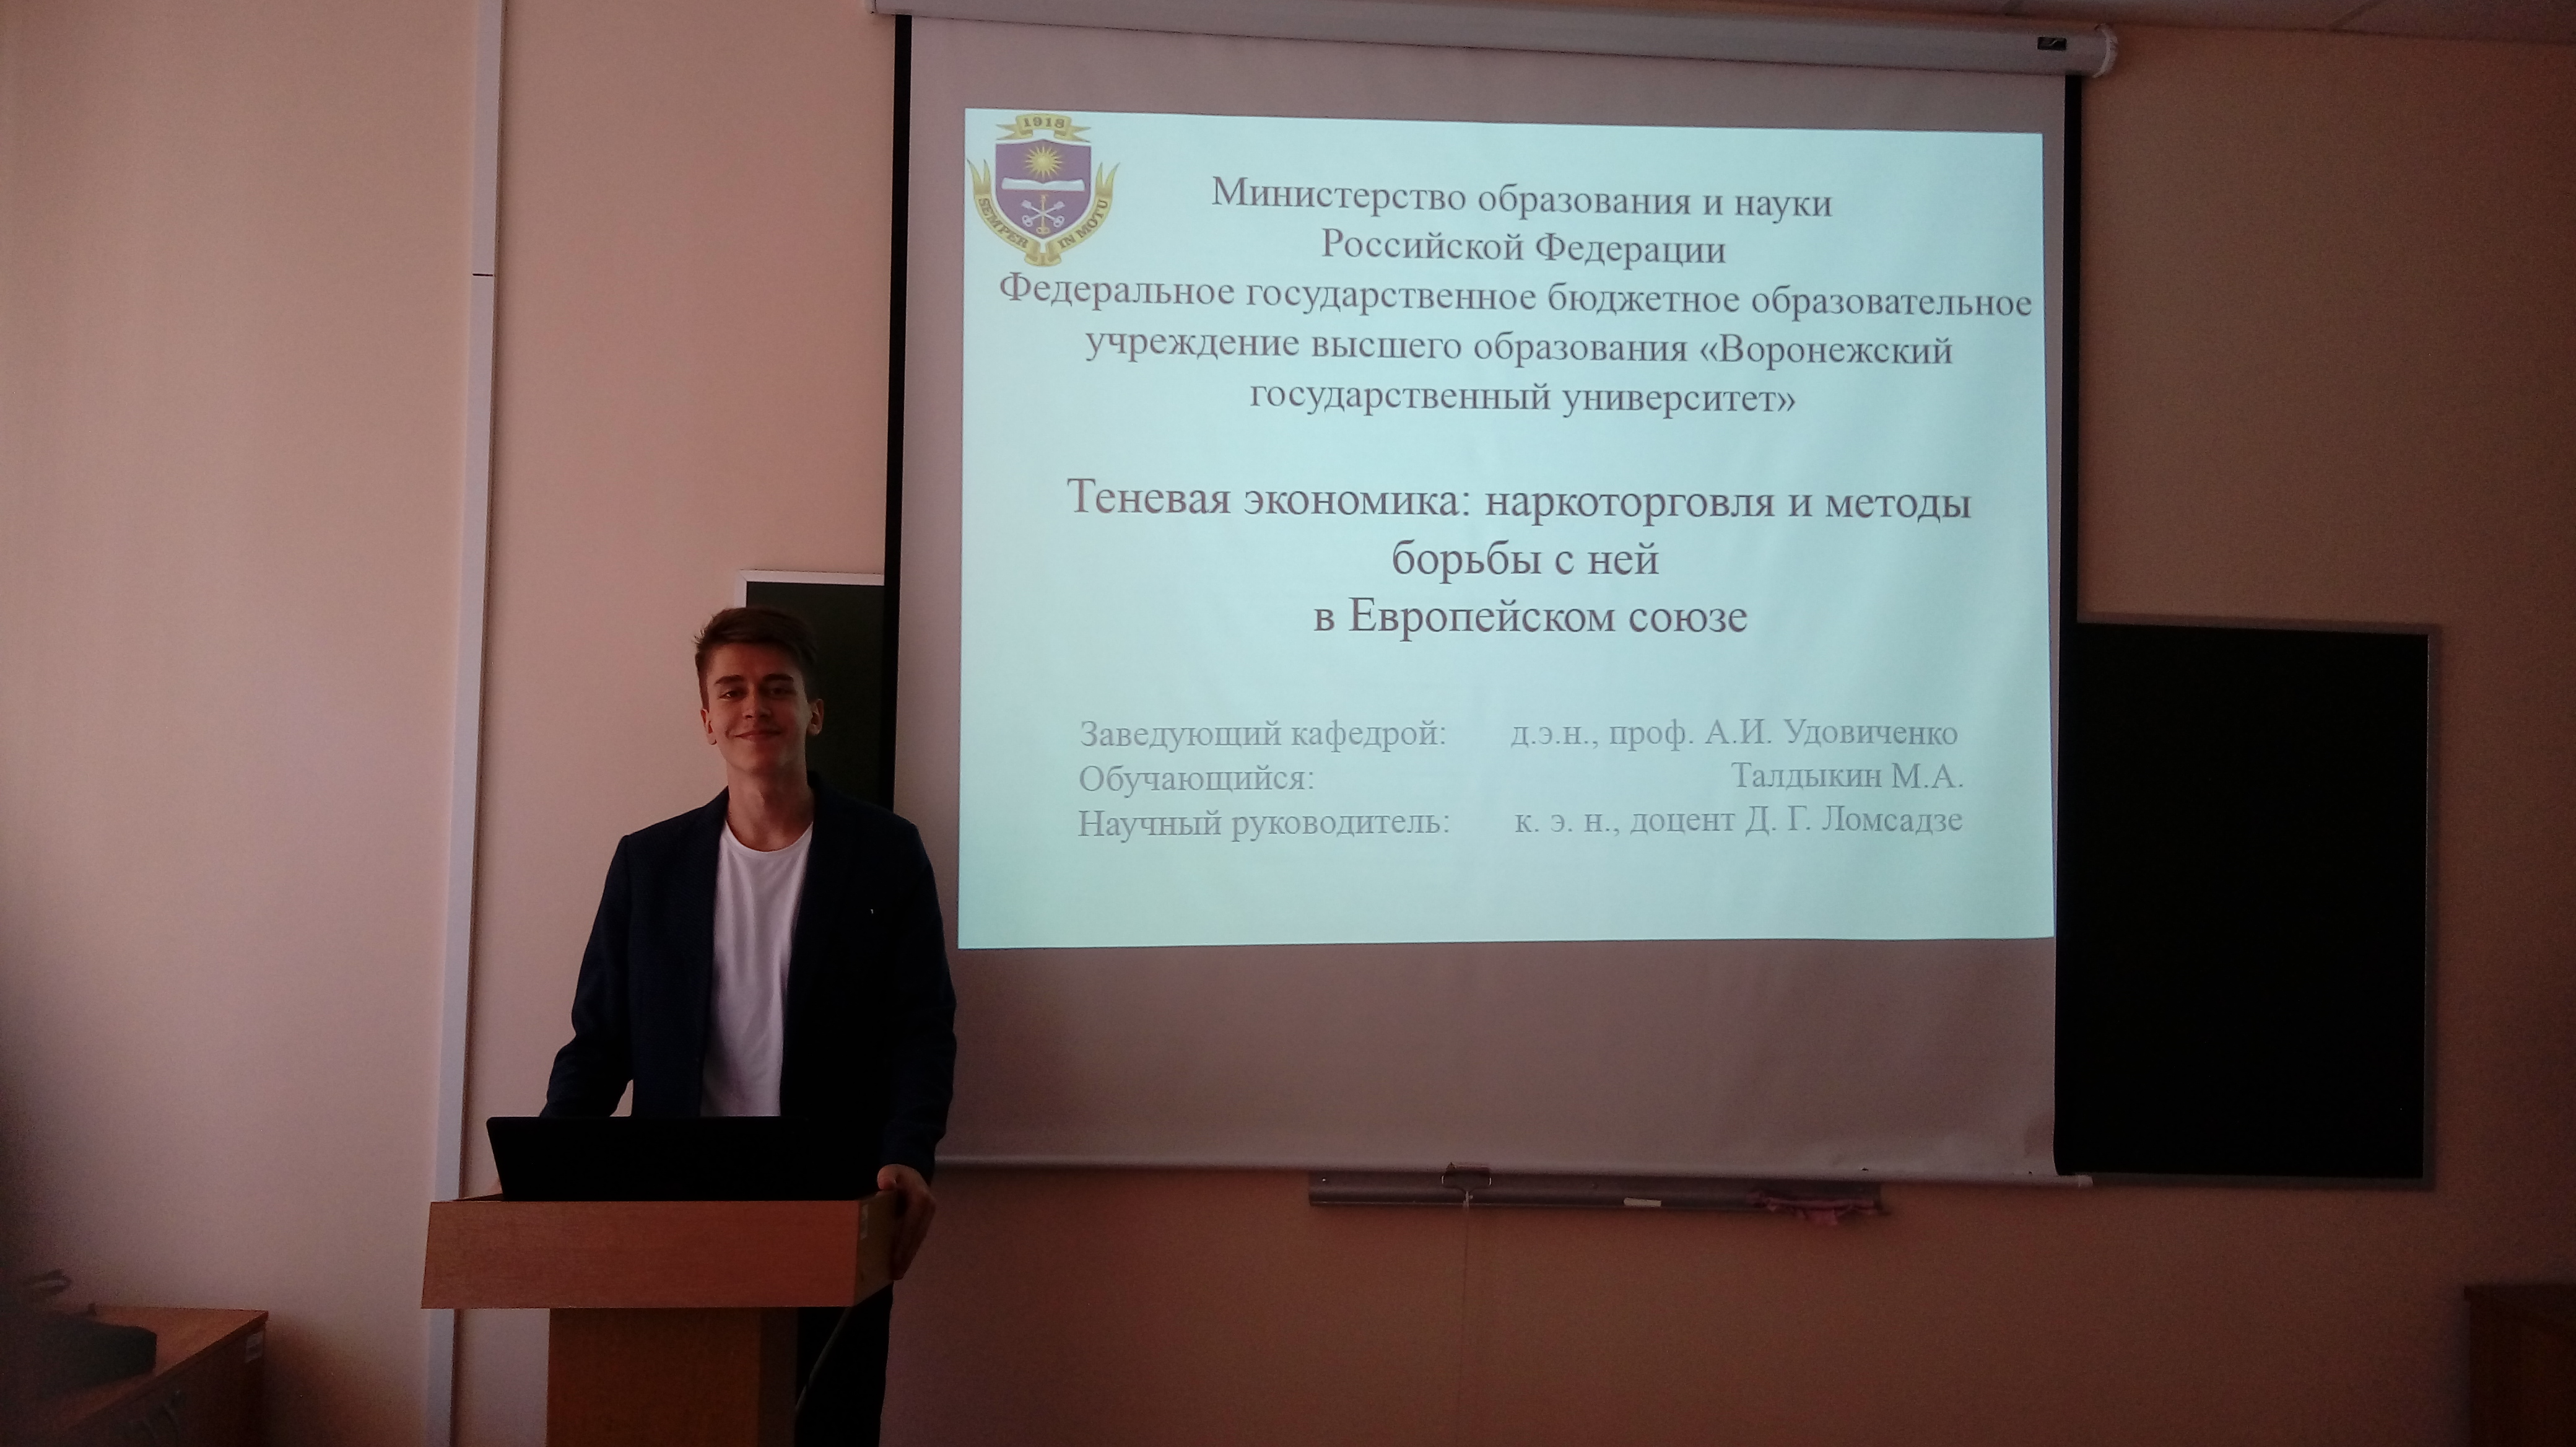 1918
SEMPER IN MOTU
Министерство образования и науки
Российской Федерации
Федеральное государственное бюджетное образовательное
учреждение высшего образования «Воронежский
государственный университет»
Теневая экономика: наркоторговля и методы
борьбы с ней
в Европейском союзе
Заведующий кафедрой: д.э.н., проф. А.И. Удовиченко
Обучающийся: Талдыкин М.А.
Научный руководитель: к. э. н., доцент Д. Г. Ломсадзе